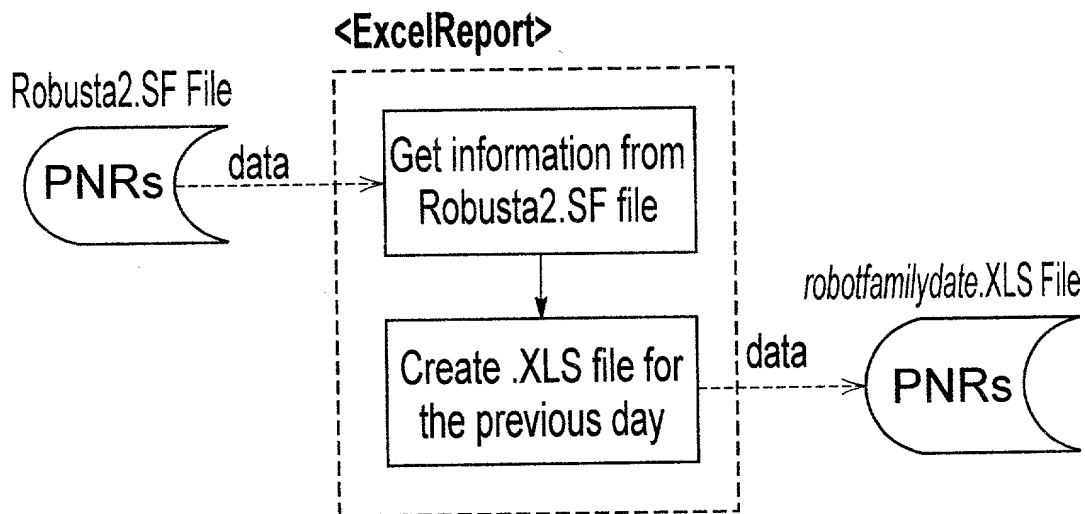 <ExcelReport>
Robusta2.SF File
PNRs
data
Get information from
Robusta2.SF file
robotfamilydate.XLS File
Create .XLS file for
the previous day
data
PNRs